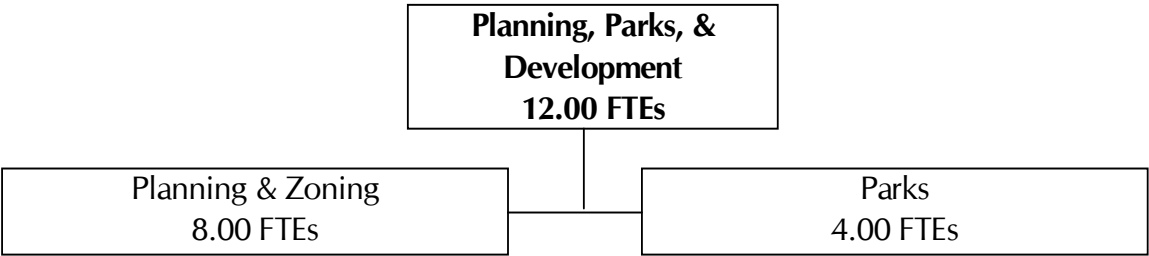 Planning, Parks, &
Development
12.00 FTEs
Planning & Zoning
8.00 FTEs
Parks
4.00 FTEs